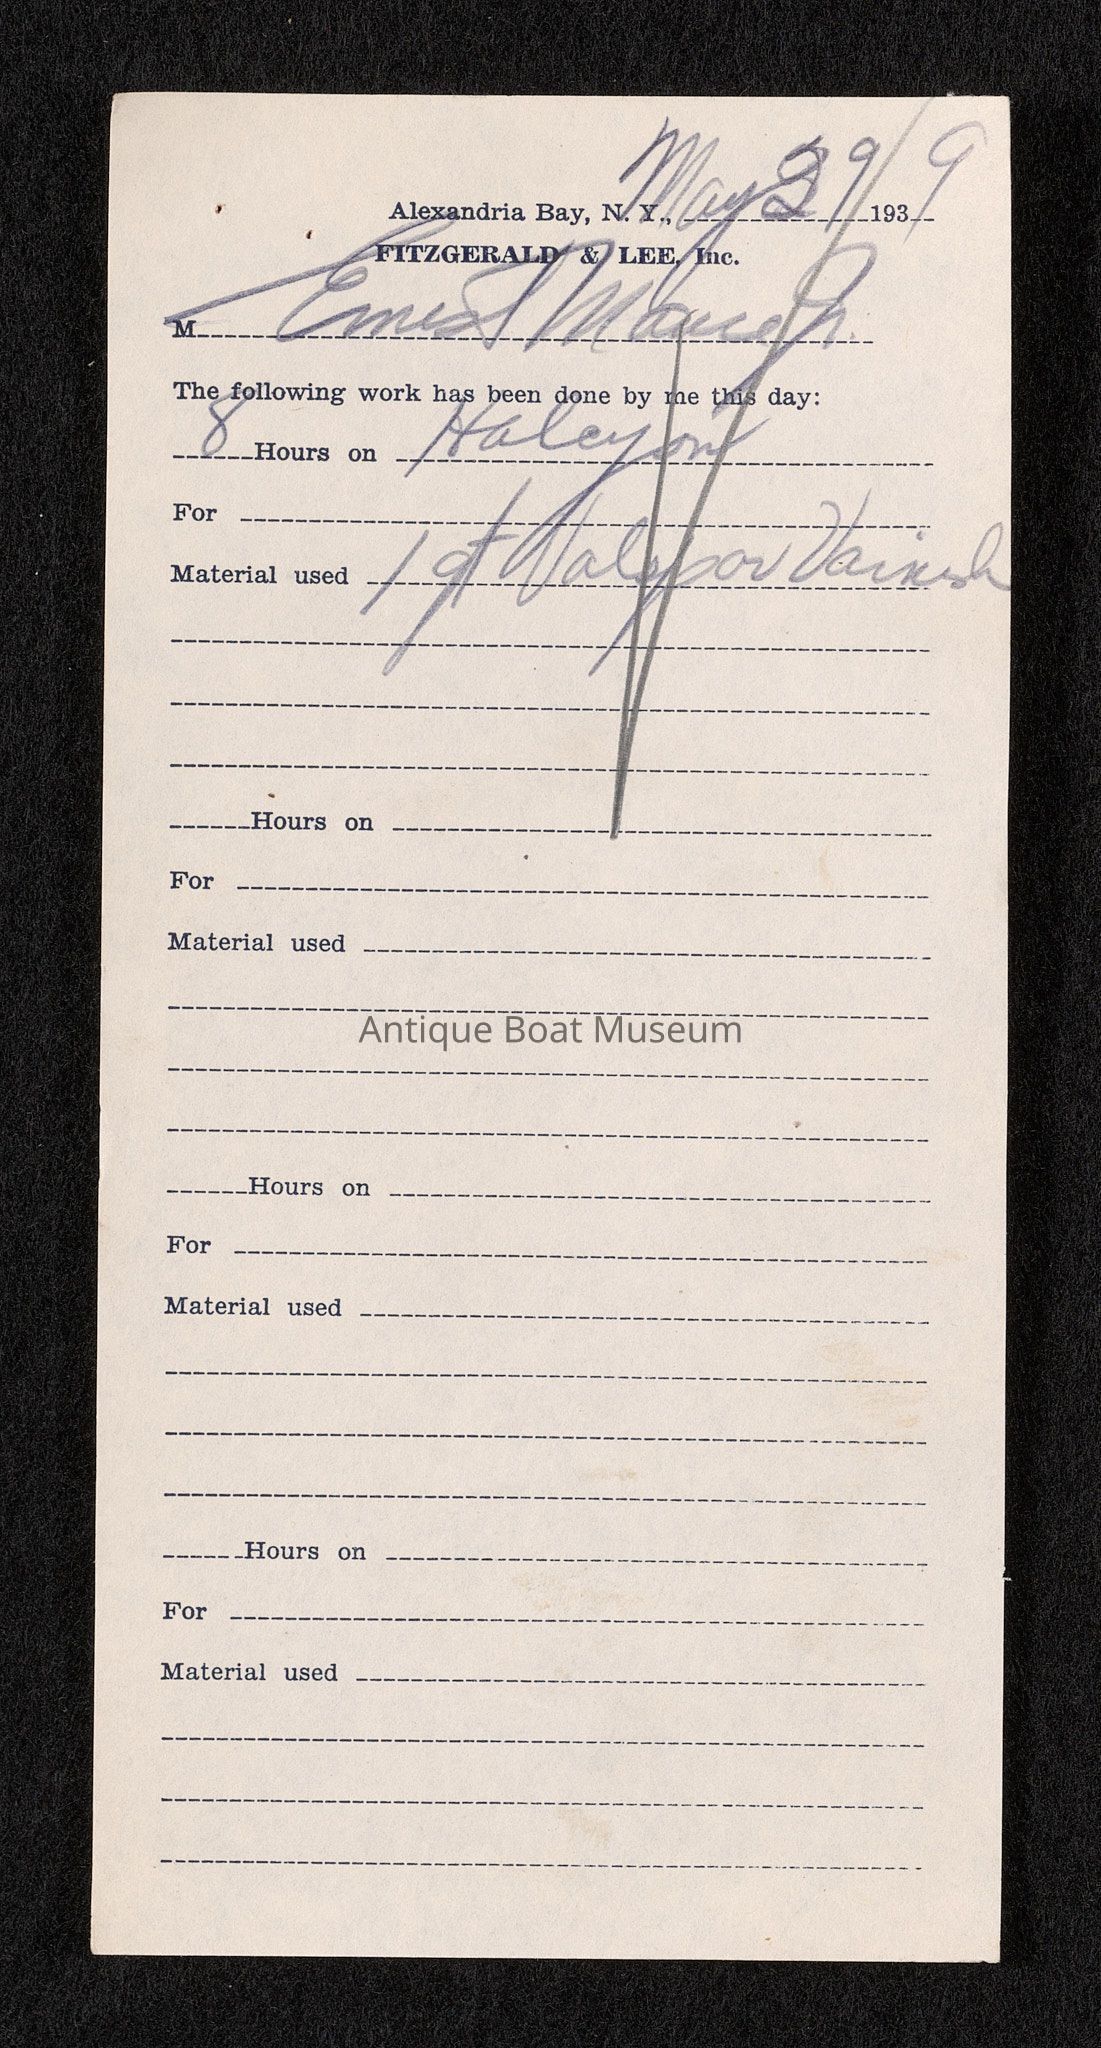 May 29 9
Alexandria Bay, N. Y., 193
FITZGERALD & LEE, Inc.
M Ernest Jr.
The following work has been done by me this day:
8 Hours on Halcyon
For
Material used 1 qt Valspar Varnish
Hours on
For
Material used
Antique Boat Museum
Hours on
For
Material used
Hours on
For
Material used